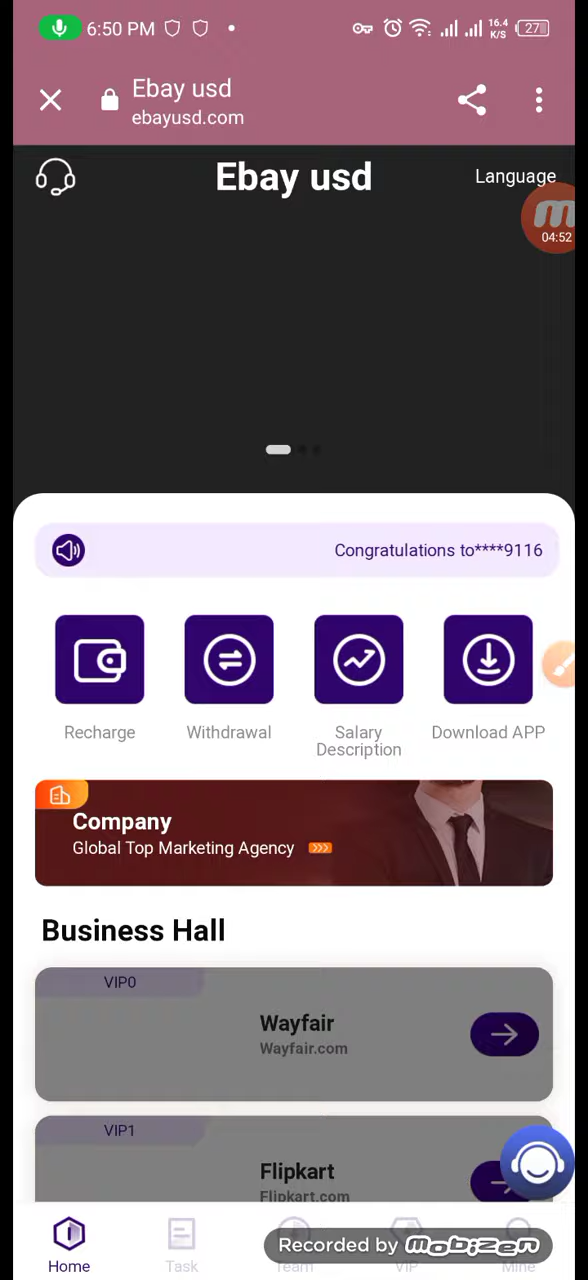 6:50 PM
16.4
K/S
27
Ebay usd
ebayusd.com
Ebay usd
Language
04:52
Congratulations to****9116
Recharge
Withdrawal
Salary
Description
Download APP
Company
Global Top Marketing Agency
Business Hall
VIP0
Wayfair
Wayfair.com
VIP1
Flipkart
Flipkart.com
Recorded by mobizen
Home
Task
Team
VIP
Mine